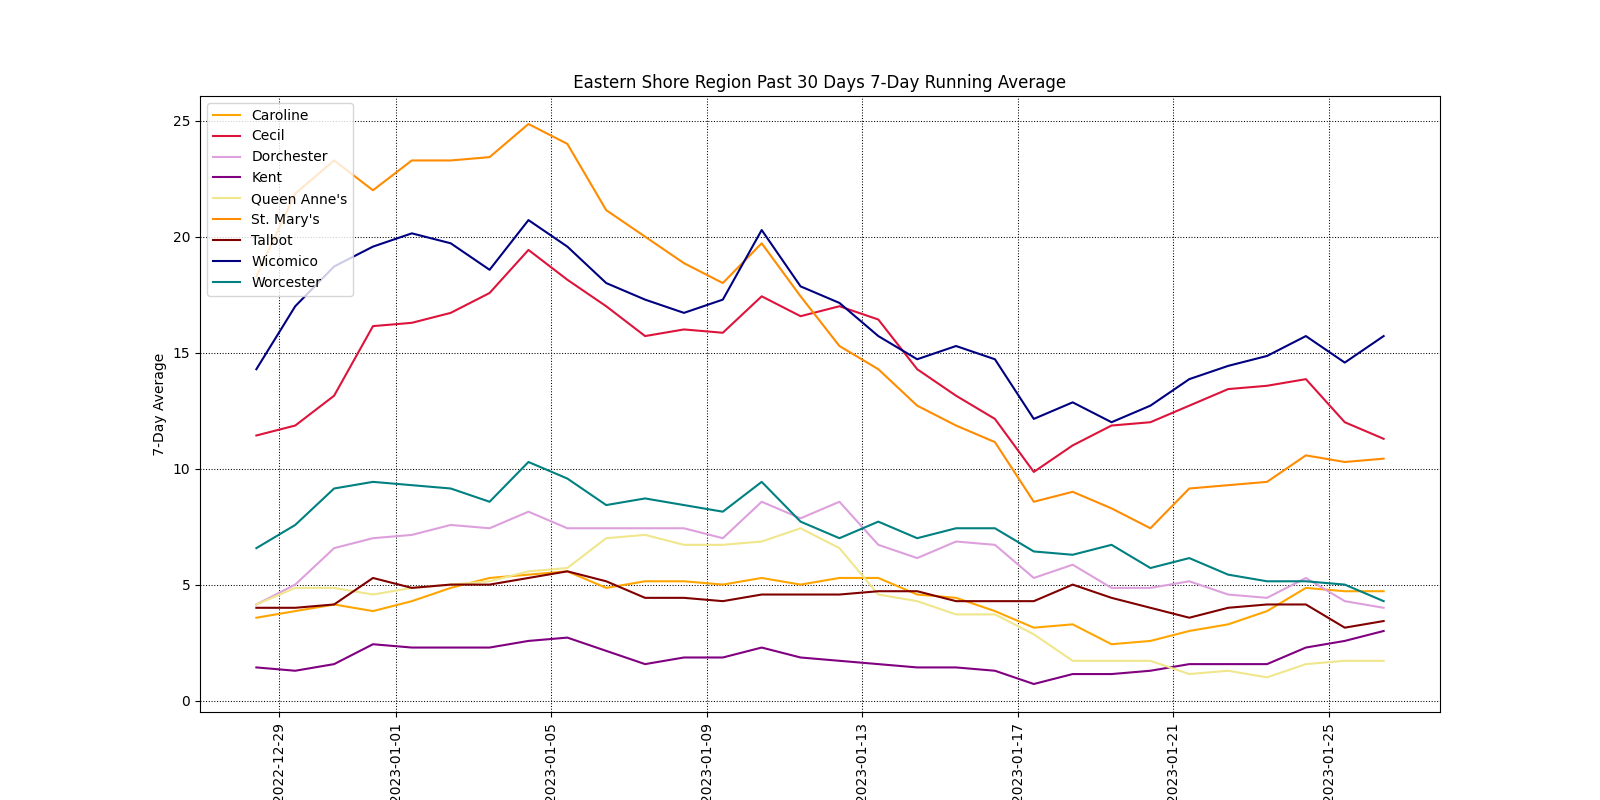 Eastern Shore Region Past 30 Days 7-Day Running Average
Caroline
Cecil
Dorchester
Kent
Queen Anne's
St. Mary's
Talbot
Wicomico
Worcester
7-Day Average
25
20
15
10
5
0
2022-12-29
2023-01-01
2023-01-05
2023-01-09
2023-01-13
2023-01-17
2023-01-21
2023-01-25